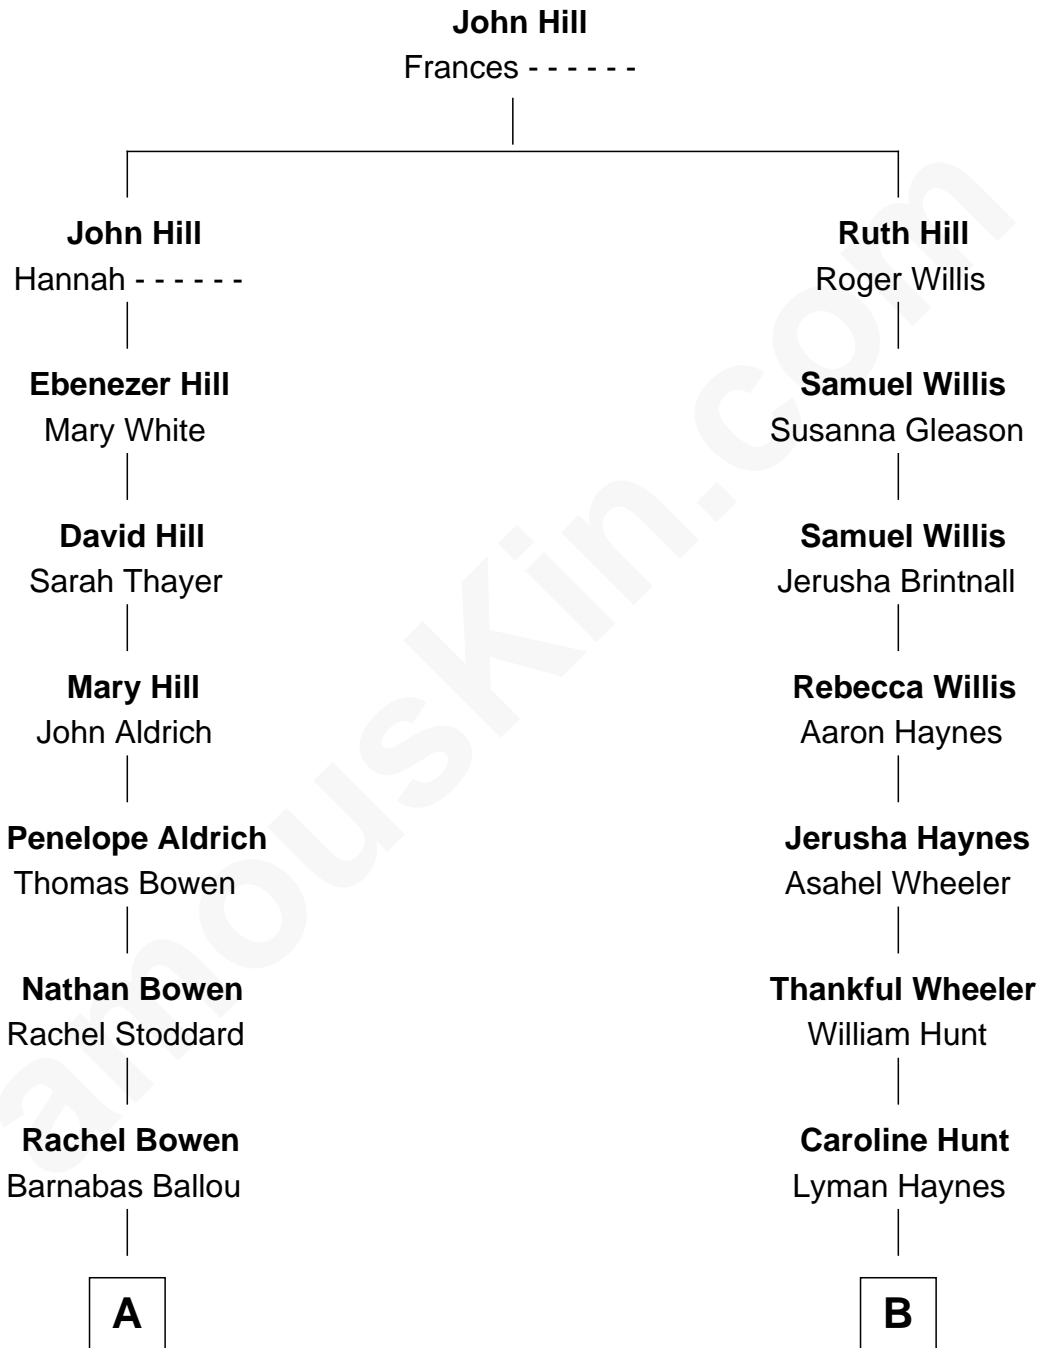 John Hill
Frances - - - - - -
John Hill
Hannah - - - - - -
Ruth Hill
Roger Willis
Ebenezer Hill
Mary White
Samuel Willis
Susanna Gleason
David Hill
Sarah Thayer
Samuel Willis
Jerusha Brintnall
Mary Hill
John Aldrich
Rebecca Willis
Aaron Haynes
Penelope Aldrich
Thomas Bowen
Jerusha Haynes
Asahel Wheeler
Nathan Bowen
Rachel Stoddard
Thankful Wheeler
William Hunt
Rachel Bowen
Barnabas Ballou
Caroline Hunt
Lyman Haynes
A
B
amouskin.com